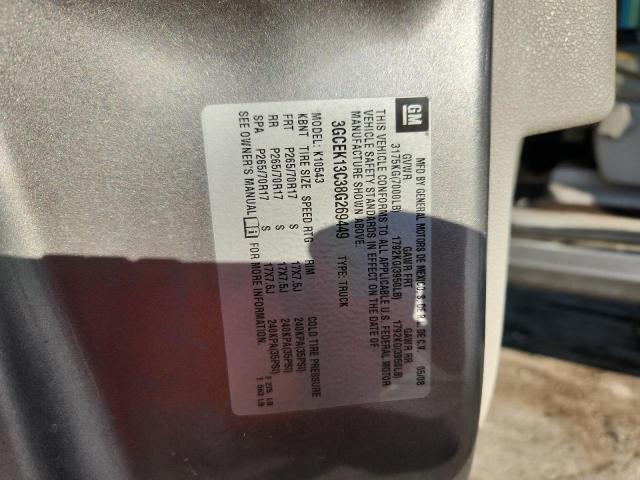 GM
MFD BY GENERAL MOTORS DE MEXICO, S. DE R. DE C.V. 05/08
GVWR GAWR FRT GAWR RR
3175KG(7000LB) 1792KG(3950LB) 1792KG(3950LB)
THIS VEHICLE CONFORMS TO ALL APPLICABLE U.S. FEDERAL MOTOR
VEHICLE SAFETY STANDARDS IN EFFECT ON THE DATE OF
MANUFACTURE SHOWN ABOVE.
3GCEK13C38G269449 TYPE: TRUCK
MODEL: K10543
KBNT TIRE SIZE SPEED RTG RIM COLD TIRE PRESSURE
FRT P265/70R17 S 17X7.5J 240KPA(35PSI)
RR P265/70R17 S 17X7.5J 240KPA(35PSI)
SPA P265/70R17 S 17X7.5J 240KPA(35PSI)
SEE OWNER'S MANUAL i FOR MORE INFORMATION.
F 275 LB
T 563 LB